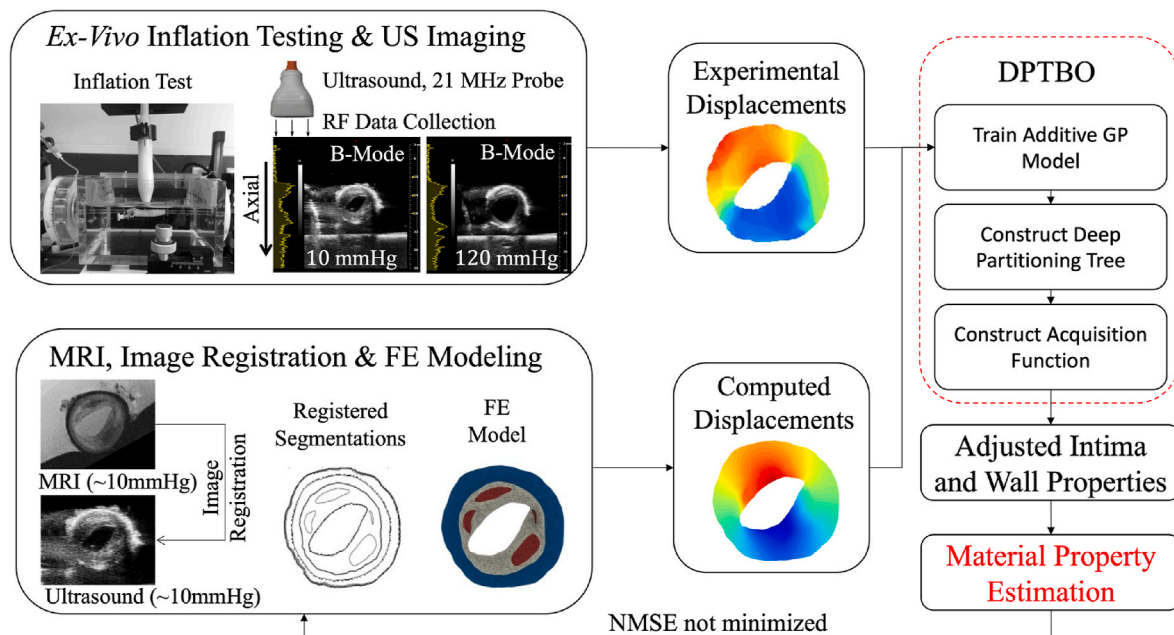 Ex-Vivo Inflation Testing & US Imaging
Inflation Test
Ultrasound, 21 MHz Probe
RF Data Collection
Axial
B-Mode
10 mmHg
B-Mode
120 mmHg
Experimental
Displacements
MRI, Image Registration & FE Modeling
MRI (~10mmHg)
Image
Registration
Ultrasound (~10mmHg)
Registered
Segmentations
FE
Model
Computed
Displacements
DPTBO
Train Additive GP
Model
Construct Deep
Partitioning Tree
Construct Acquisition
Function
Adjusted Intima
and Wall Properties
Material Property
Estimation
NMSE not minimized